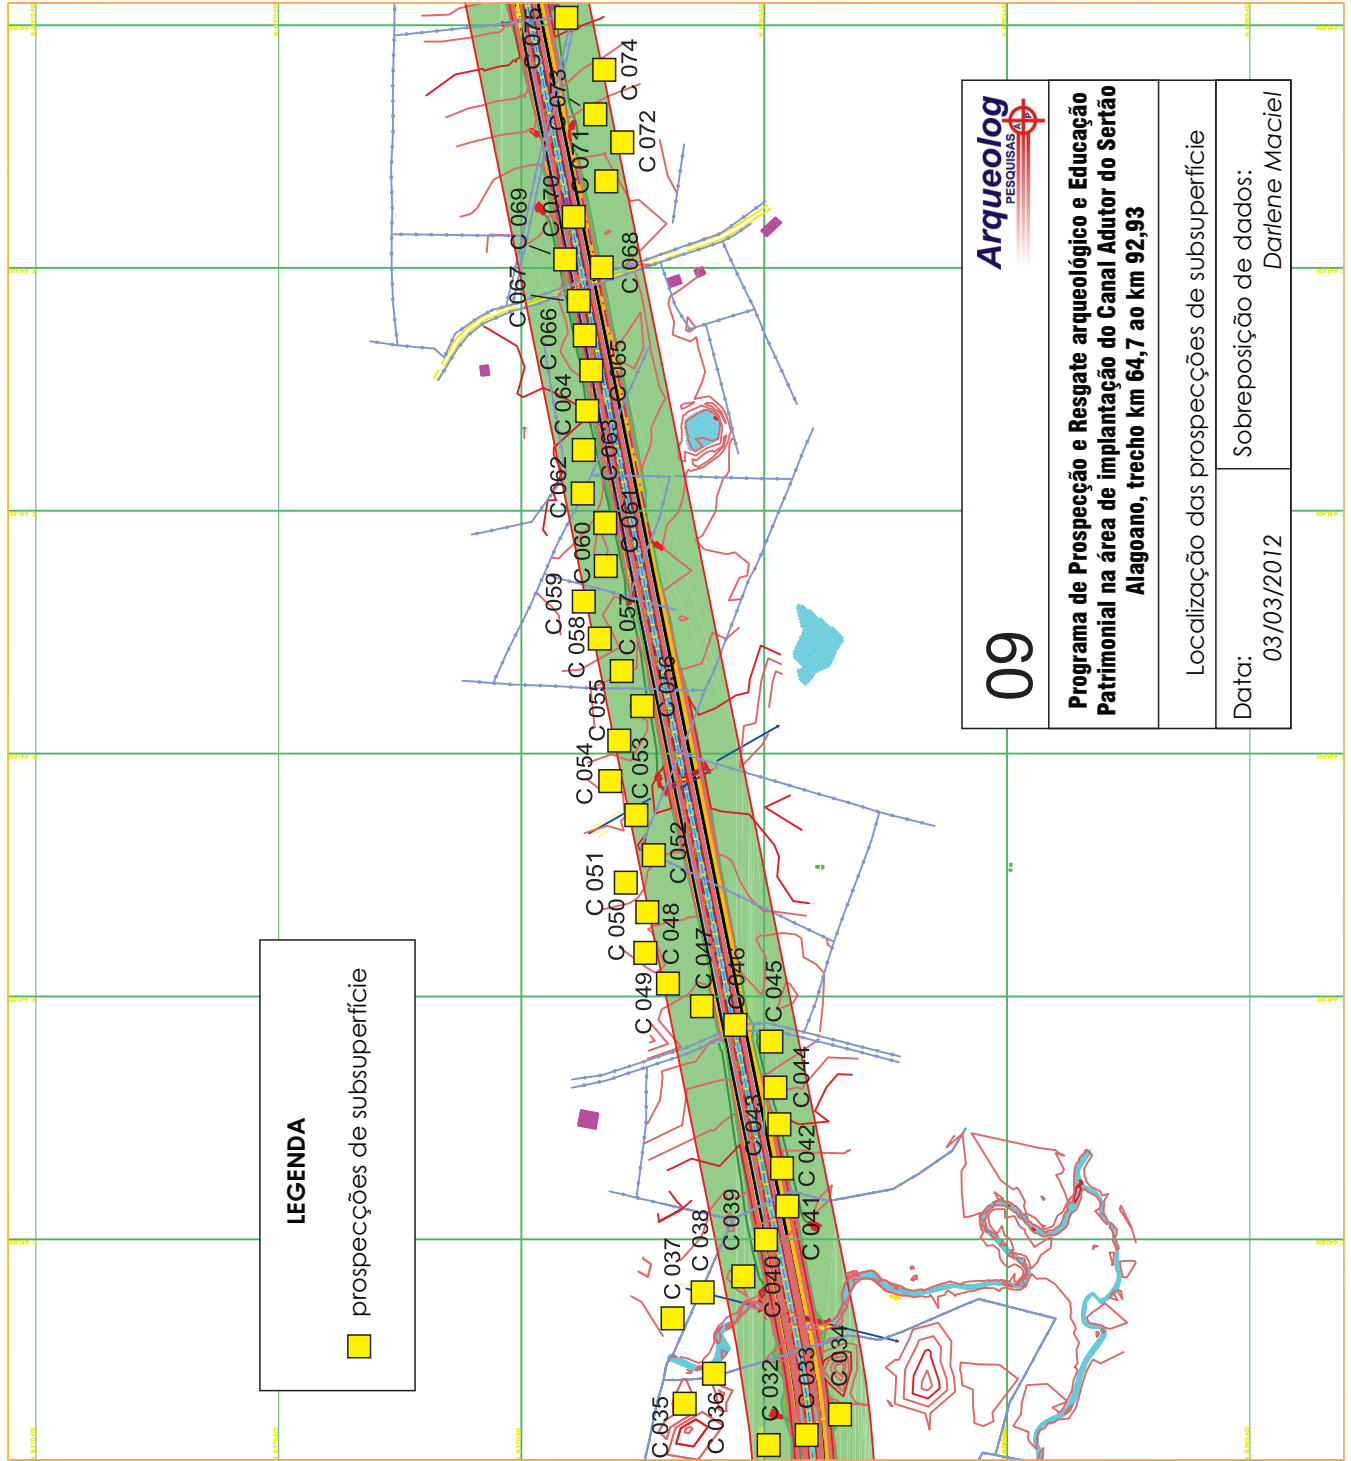 LEGENDA
prospecções de subsuperfície
C 032
C 033
C 034
C 035
C 036
C 037
C 038
C 039
C 040
C 041
C 042
C 043
C 044
C 045
C 046
C 047
C 048
C 049
C 050
C 051
C 052
C 053
C 054
C 055
C 056
C 057
C 058
C 059
C 060
C 061
C 062
C 063
C 064
C 065
C 066
C 067
C 068
C 069
C 070
C 071
C 072
C 073
C 074
C 075
09
Arqueolog
PESQUISAS
A P
Programa de Prospecção e Resgate arqueológico e Educação
Patrimonial na área de implantação do Canal Adutor do Sertão
Alagoano, trecho km 64,7 ao km 92,93
Localização das prospecções de subsuperfície
Data:
03/03/2012
Sobreposição de dados:
Darlene Maciel